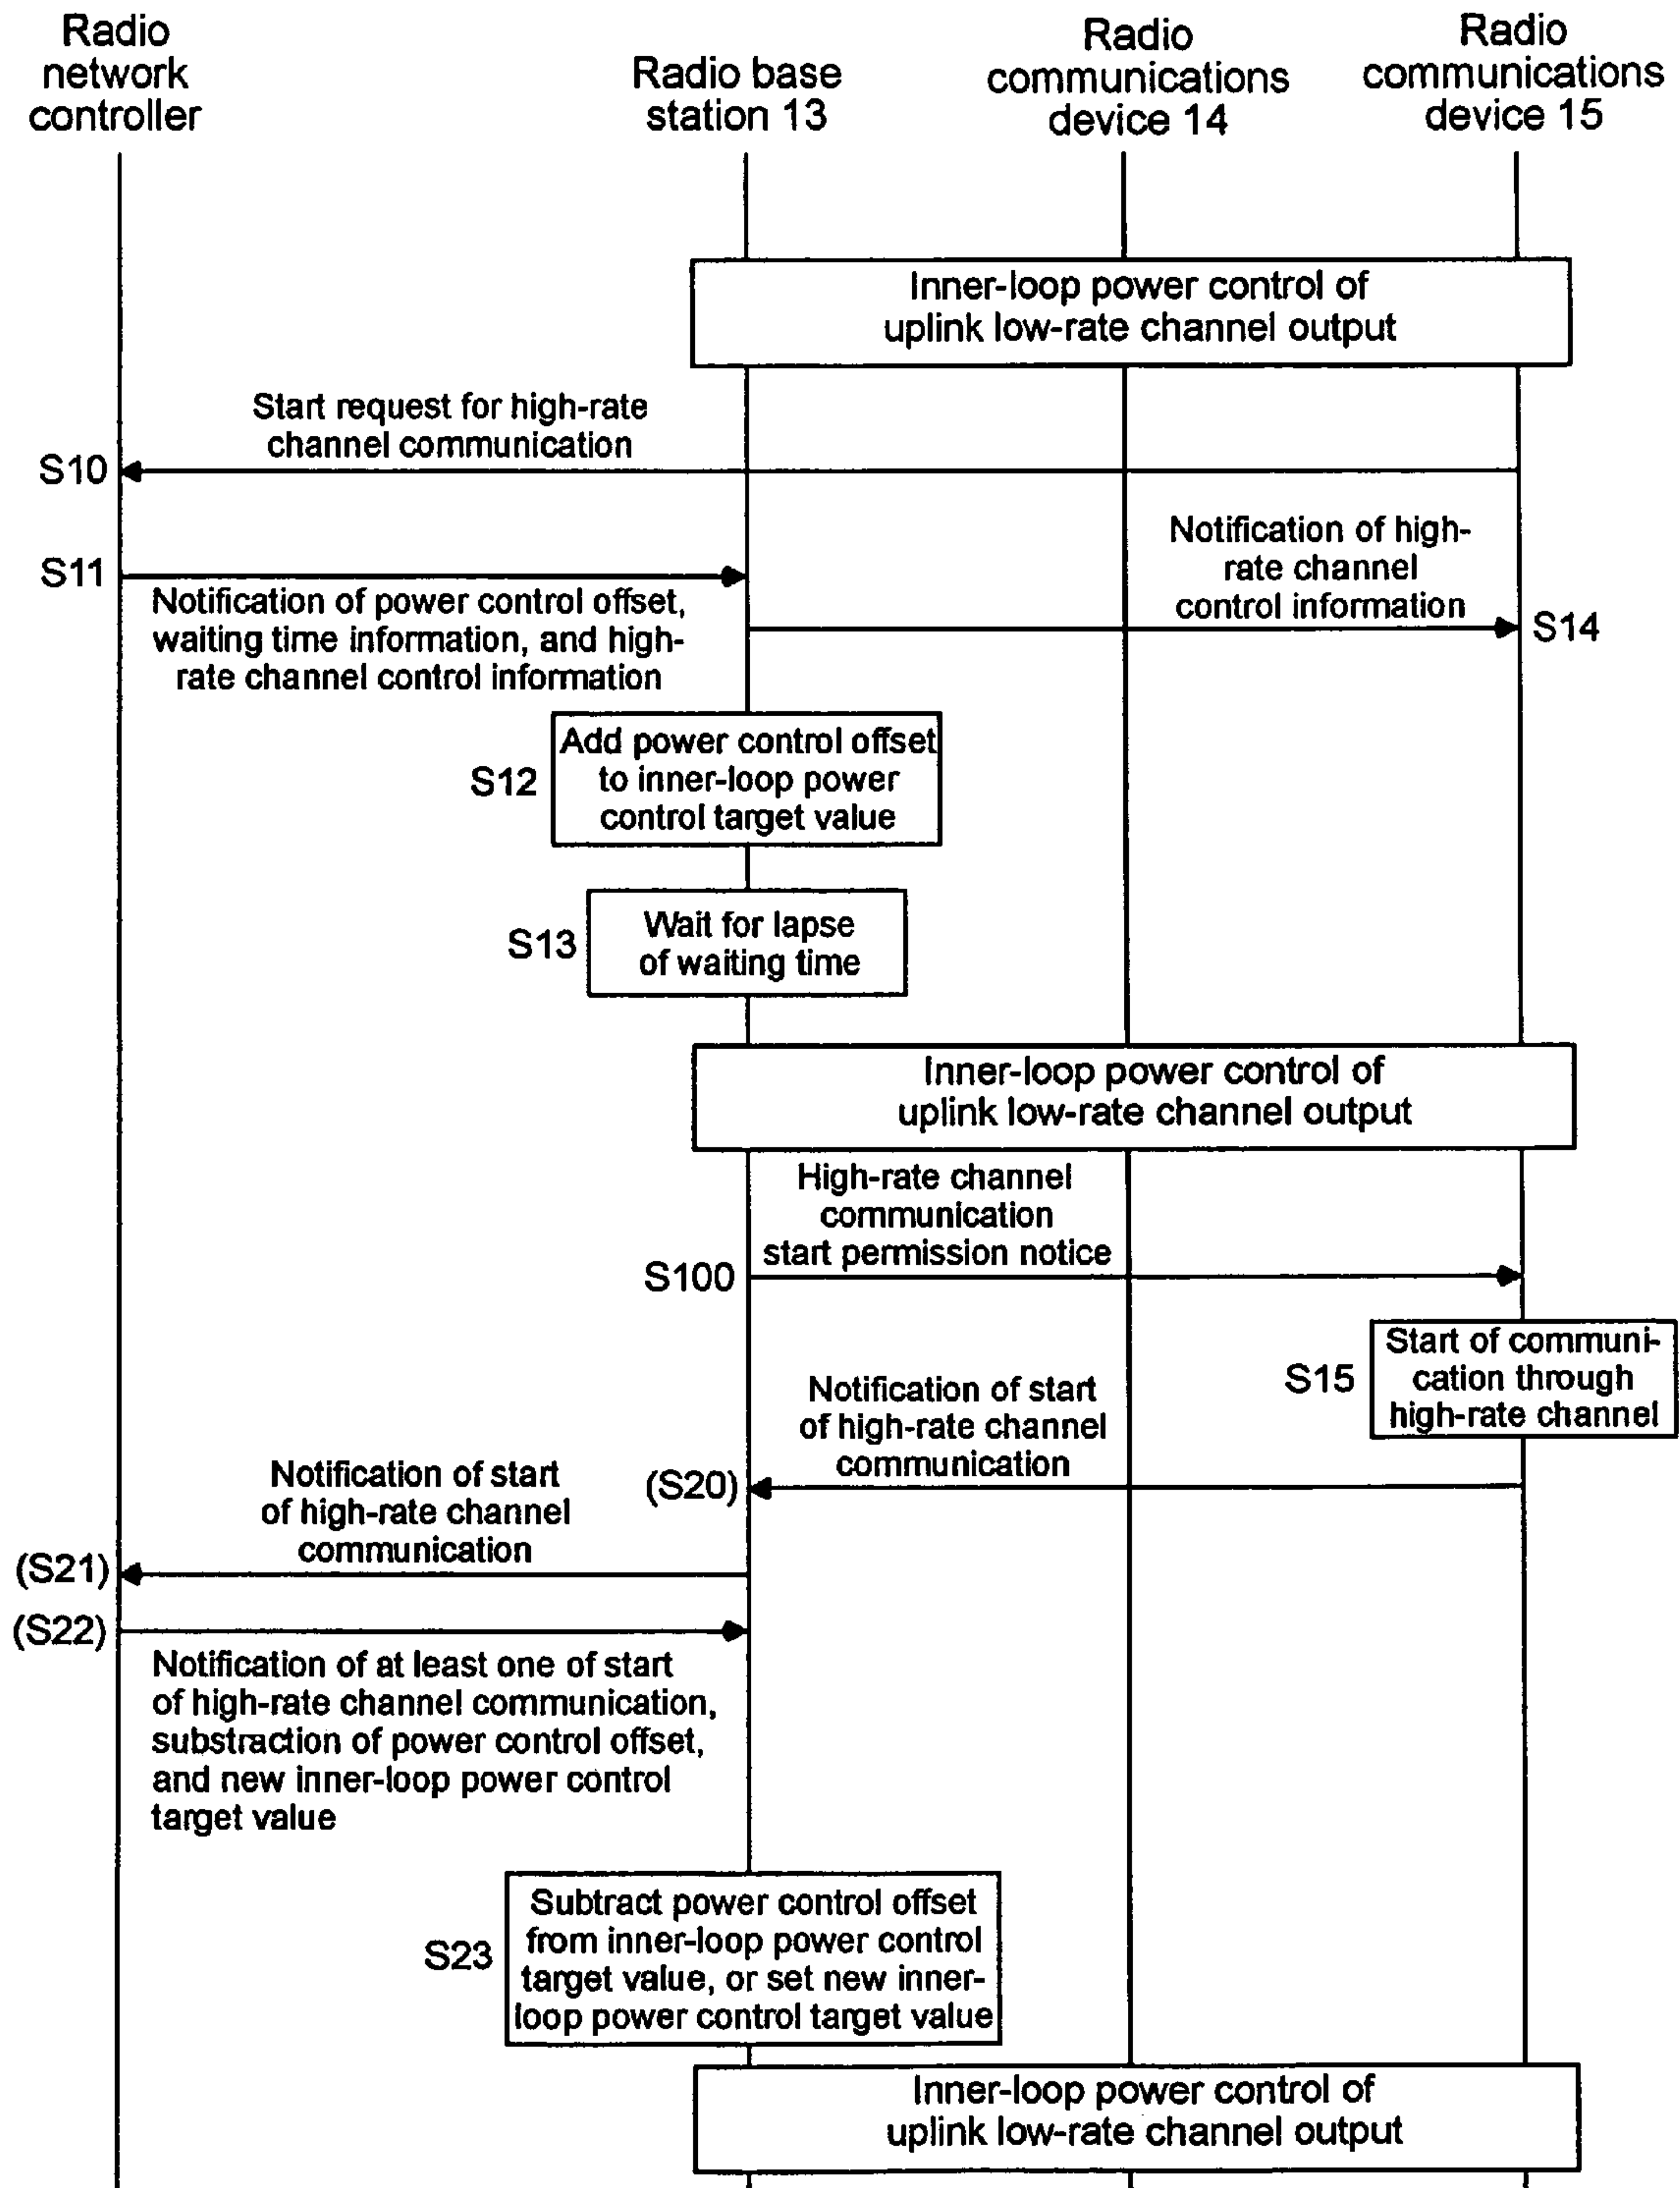 Radio
network
controller
Radio base
station 13
Radio
communications
device 14
Radio
communications
device 15
Inner-loop power control of
uplink low-rate channel output
Start request for high-rate
channel communication
S10
S11
Notification of power control offset,
waiting time information, and high-
rate channel control information
Notification of high-
rate channel
control information
S14
S12
Add power control offset
to inner-loop power
control target value
S13
Wait for lapse
of waiting time
Inner-loop power control of
uplink low-rate channel output
High-rate channel
communication
start permission notice
S100
S15
Start of communi-
cation through
high-rate channel
Notification of start
of high-rate channel
communication
(S20)
Notification of start
of high-rate channel
communication
(S21)
(S22)
Notification of at least one of start
of high-rate channel communication,
substraction of power control offset,
and new inner-loop power control
target value
S23
Subtract power control offset
from inner-loop power control
target value, or set new inner-
loop power control target value
Inner-loop power control of
uplink low-rate channel output